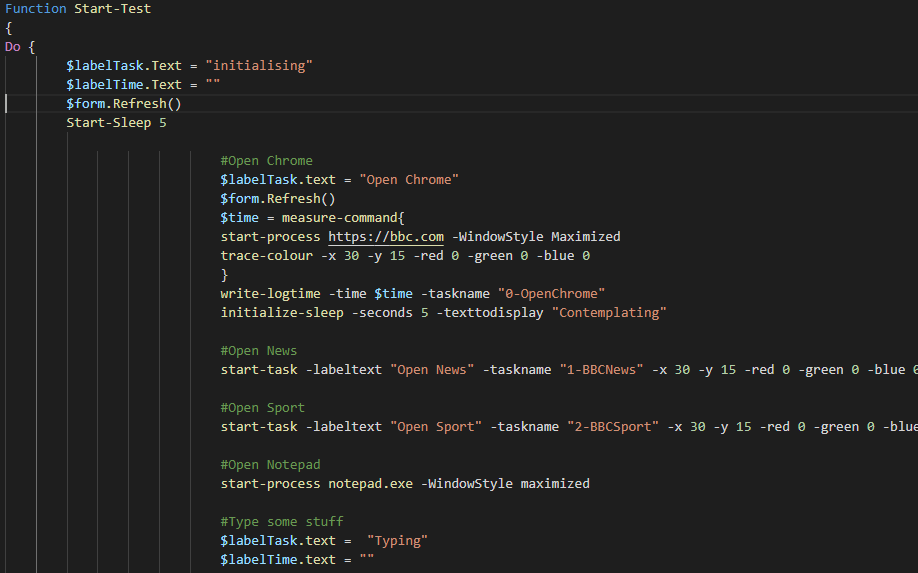 Function Start-Test
{
Do {
$labelTask.Text = "initialising"
$labelTime.Text = ""
$form.Refresh()
Start-Sleep 5
#Open Chrome
$labelTask.text = "Open Chrome"
$form.Refresh()
$time = measure-command{
start-process https://bbc.com -WindowStyle Maximized
trace-colour -x 30 -y 15 -red 0 -green 0 -blue 0
}
write-logtime -time $time -taskname "0-OpenChrome"
initialize-sleep -seconds 5 -texttodisplay "Contemplating"
#Open News
start-task -labeltext "Open News" -taskname "1-BBCNews" -x 30 -y 15 -red 0 -green 0 -blue 0
#Open Sport
start-task -labeltext "Open Sport" -taskname "2-BBCSport" -x 30 -y 15 -red 0 -green 0 -blue
#Open Notepad
start-process notepad.exe -WindowStyle maximized
#Type some stuff
$labelTask.text =  "Typing"
$labelTime.text = ""